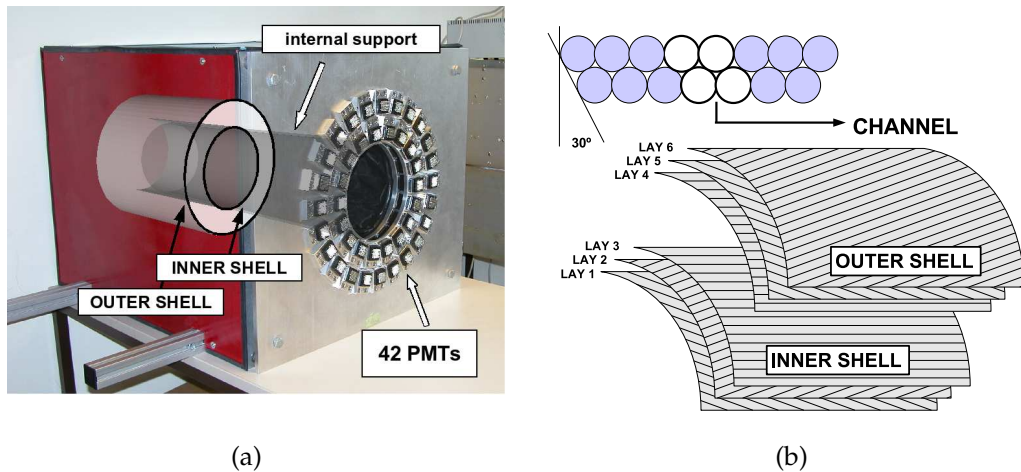 internal support
INNER SHELL
OUTER SHELL
42 PMTs
(a)
30º
CHANNEL
LAY 6
LAY 5
LAY 4
LAY 3
LAY 2
LAY 1
OUTER SHELL
INNER SHELL
(b)